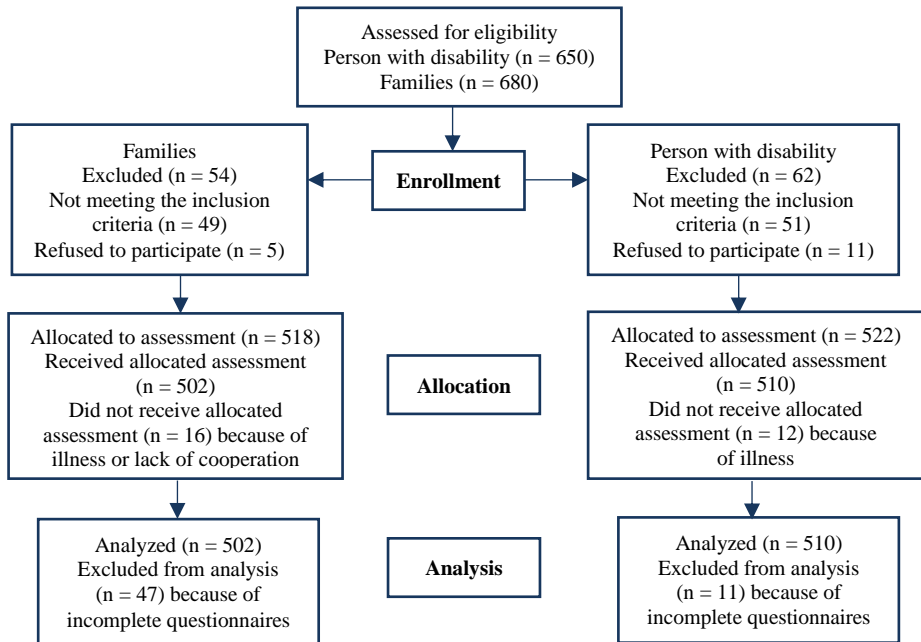 Assessed for eligibility
Person with disability (n = 650)
Families (n = 680)
Families
Excluded (n = 54)
Not meeting the inclusion
criteria (n = 49)
Refused to participate (n = 5)
Enrollment
Person with disability
Excluded (n = 62)
Not meeting the inclusion
criteria (n = 51)
Refused to participate (n = 11)
Allocated to assessment (n = 518)
Received allocated assessment
(n = 502)
Did not receive allocated
assessment (n = 16) because of
illness or lack of cooperation
Allocation
Allocated to assessment (n = 522)
Received allocated assessment
(n = 510)
Did not receive allocated
assessment (n = 12) because
of illness
Analyzed (n = 502)
Excluded from analysis
(n = 47) because of
incomplete questionnaires
Analysis
Analyzed (n = 510)
Excluded from analysis
(n = 11) because of
incomplete questionnaires